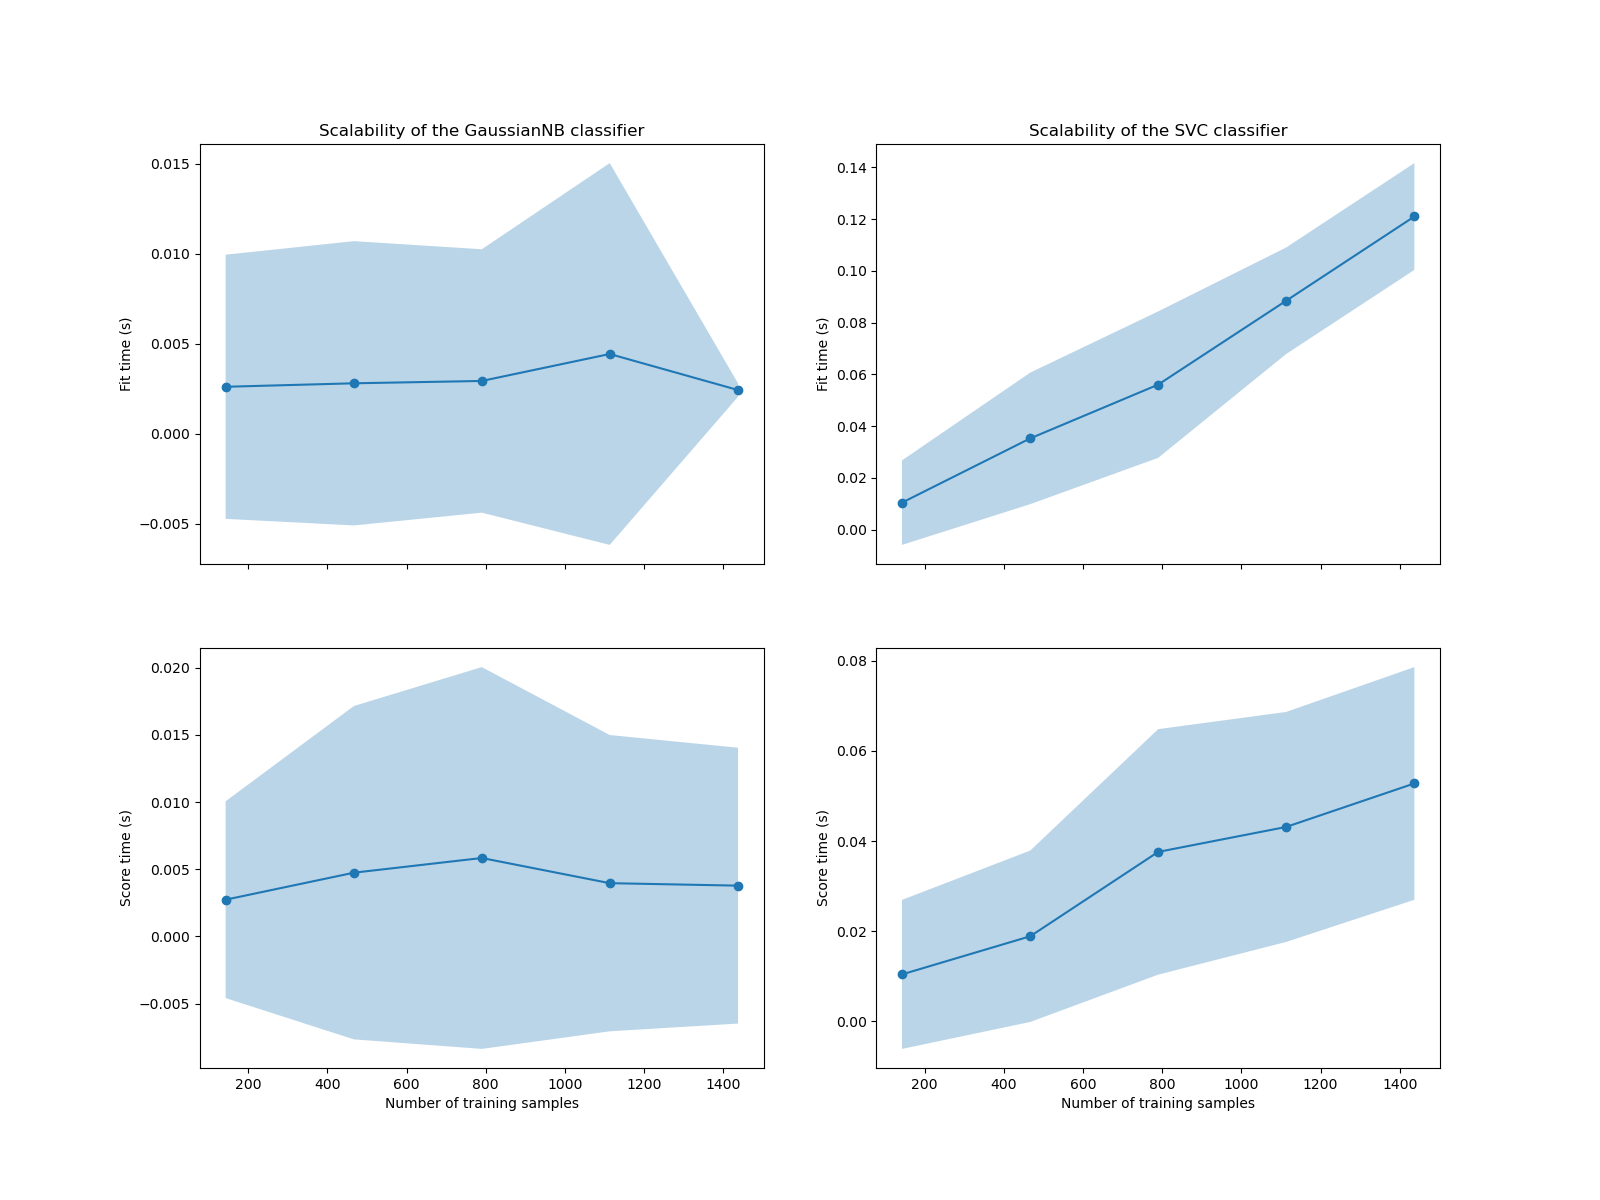 Scalability of the GaussianNB classifier
0.015
0.010
0.005
0.000
−0.005
Fit time (s)
Scalability of the SVC classifier
0.14
0.12
0.10
0.08
0.06
0.04
0.02
0.00
Fit time (s)
0.020
0.015
0.010
0.005
0.000
−0.005
Score time (s)
200 400 600 800 1000 1200 1400
Number of training samples
0.08
0.06
0.04
0.02
0.00
Score time (s)
200 400 600 800 1000 1200 1400
Number of training samples